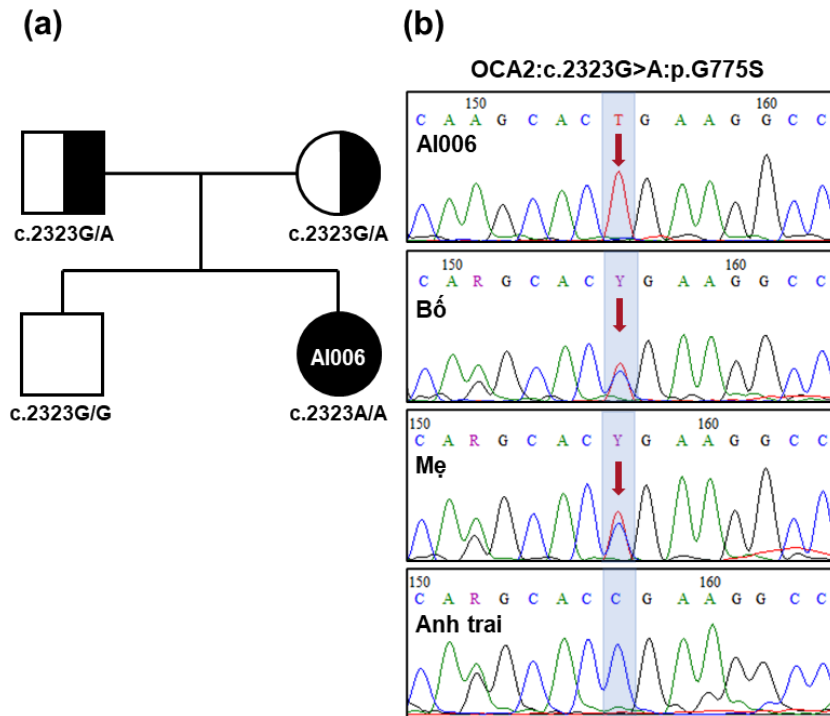 (a)
c.2323G/A
c.2323G/A
AI006
c.2323G/G
c.2323A/A
(b)
OCA2:c.2323G>A:p.G775S
150 160
C A A G C A C T G A A G G C C
AI006
150 160
C A R G C A C Y G A A G G C C
Bố
150 160
C A R G C A C Y G A A G G C C
Mẹ
150 160
C A R G C A C C G A A G G C C
Anh trai